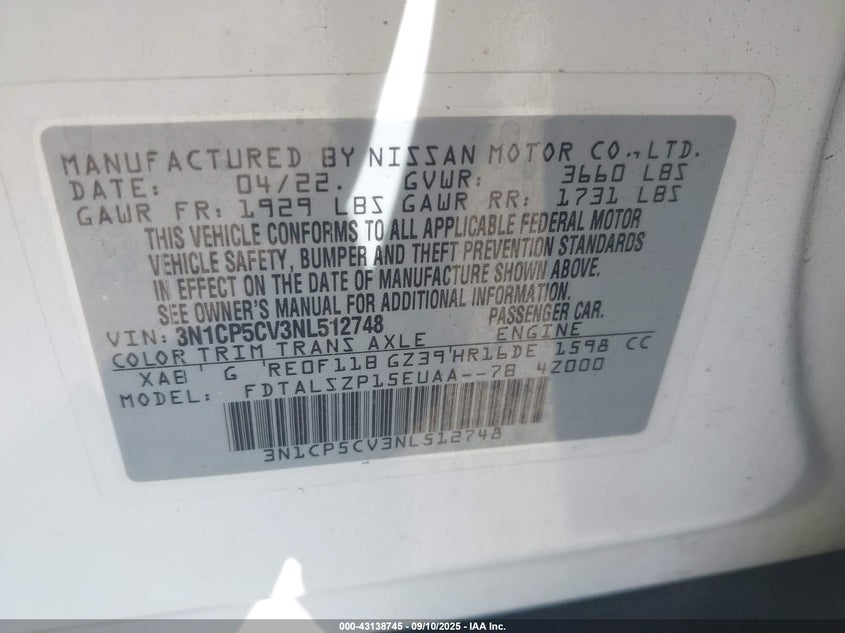 MANUFACTURED BY NISSAN MOTOR CO.,LTD.
DATE: 04/22. GVWR: 3660 LBS
GAWR FR: 1929 LBS GAWR RR: 1731 LBS
THIS VEHICLE CONFORMS TO ALL APPLICABLE FEDERAL MOTOR
VEHICLE SAFETY, BUMPER AND THEFT PREVENTION STANDARDS
IN EFFECT ON THE DATE OF MANUFACTURE SHOWN ABOVE.
SEE OWNER'S MANUAL FOR ADDITIONAL INFORMATION.
VIN: 3N1CP5CV3NL512748 PASSENGER CAR.
COLOR TRIM TRANS AXLE ENGINE
XAB G RE0F11B GZ39 HR16DE 1598 CC
MODEL: FDTALSZP15EUAA--7B 4Z000
3N1CP5CV3NL512748
000-43138745 — 09/10/2025 — IAA Inc.